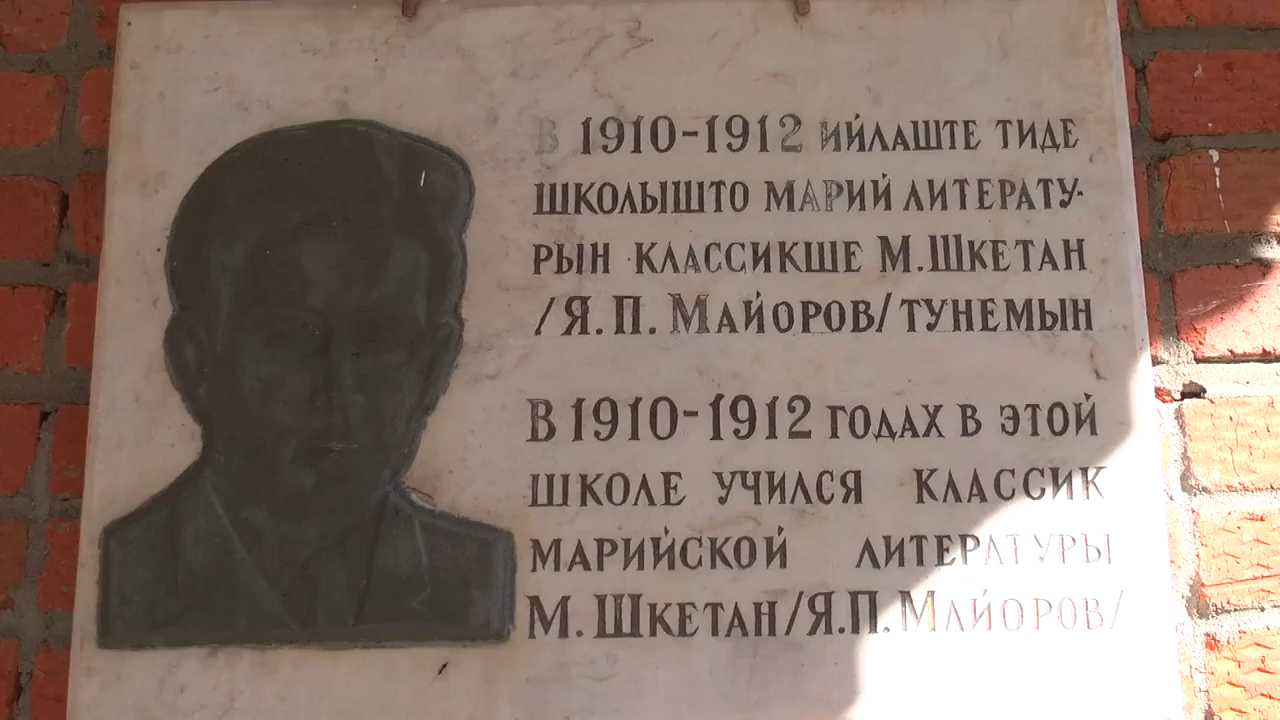 В 1910-1912 ИЙЛАШТЕ ТИДЕ
ШКОЛЫШТО МАРИЙ ЛИТЕРАТУ-
РЫН КЛАССИКШЕ М. ШКЕТАН
/Я. П. МАЙОРОВ/ ТУНЕМЫН
В 1910-1912 ГОДАХ В ЭТОЙ
ШКОЛЕ УЧИЛСЯ КЛАССИК
МАРИЙСКОЙ ЛИТЕРАТУРЫ
М. ШКЕТАН /Я.П. МАЙОРОВ/